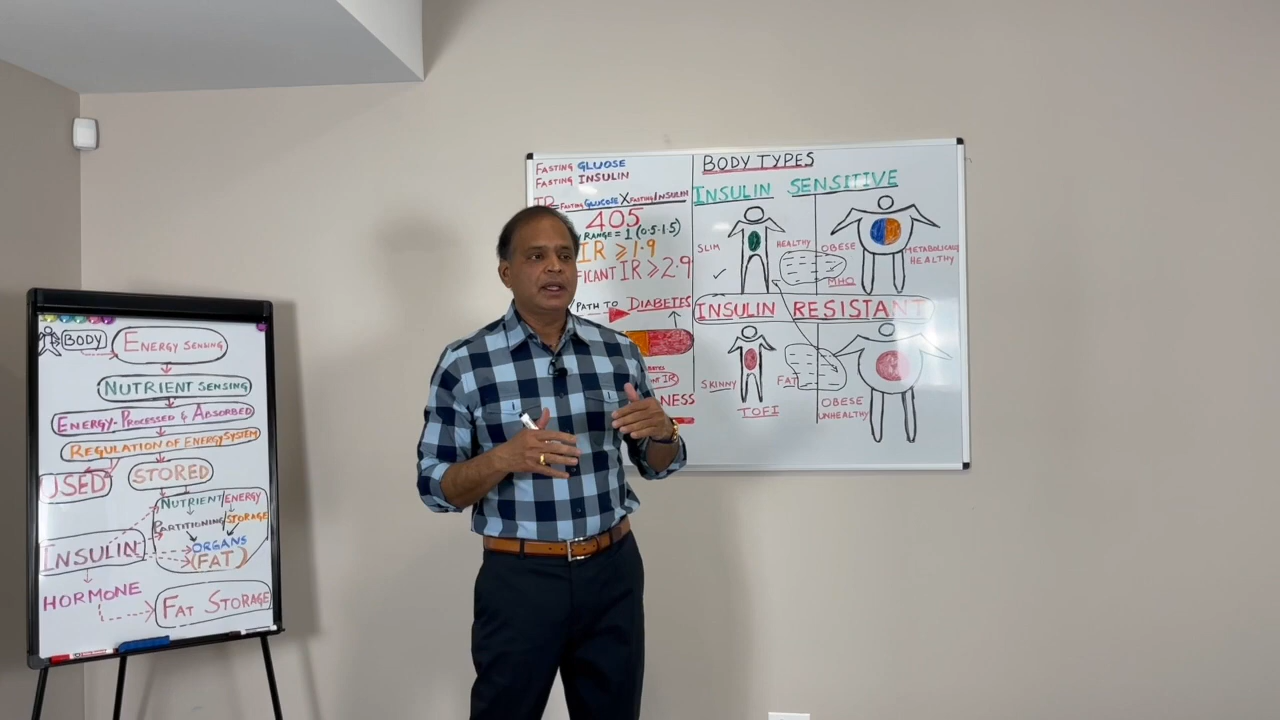 BODY
ENERGY SENSING
NUTRIENT SENSING
ENERGY-PROCESSED & ABSORBED
REGULATION OF ENERGY SYSTEM
USED
STORED
NUTRIENT/ENERGY
PARTITIONING/STORAGE
ORGANS
(FAT)
INSULIN
HORMONE
FAT STORAGE
FASTING GLUCOSE
FASTING INSULIN
IR=FASTING GLUCOSE X FASTING INSULIN
405
RANGE = 1 (0.5-1.5)
IR ≥ 1.9
FICANT IR ≥ 2.9
PATH TO DIABETES
IR
NESS
BODY TYPES
INSULIN SENSITIVE
SLIM
HEALTHY
OBESE
METABOLICALLY
HEALTHY
MHO
INSULIN RESISTANT
SKINNY
FAT
TOFI
OBESE
UNHEALTHY